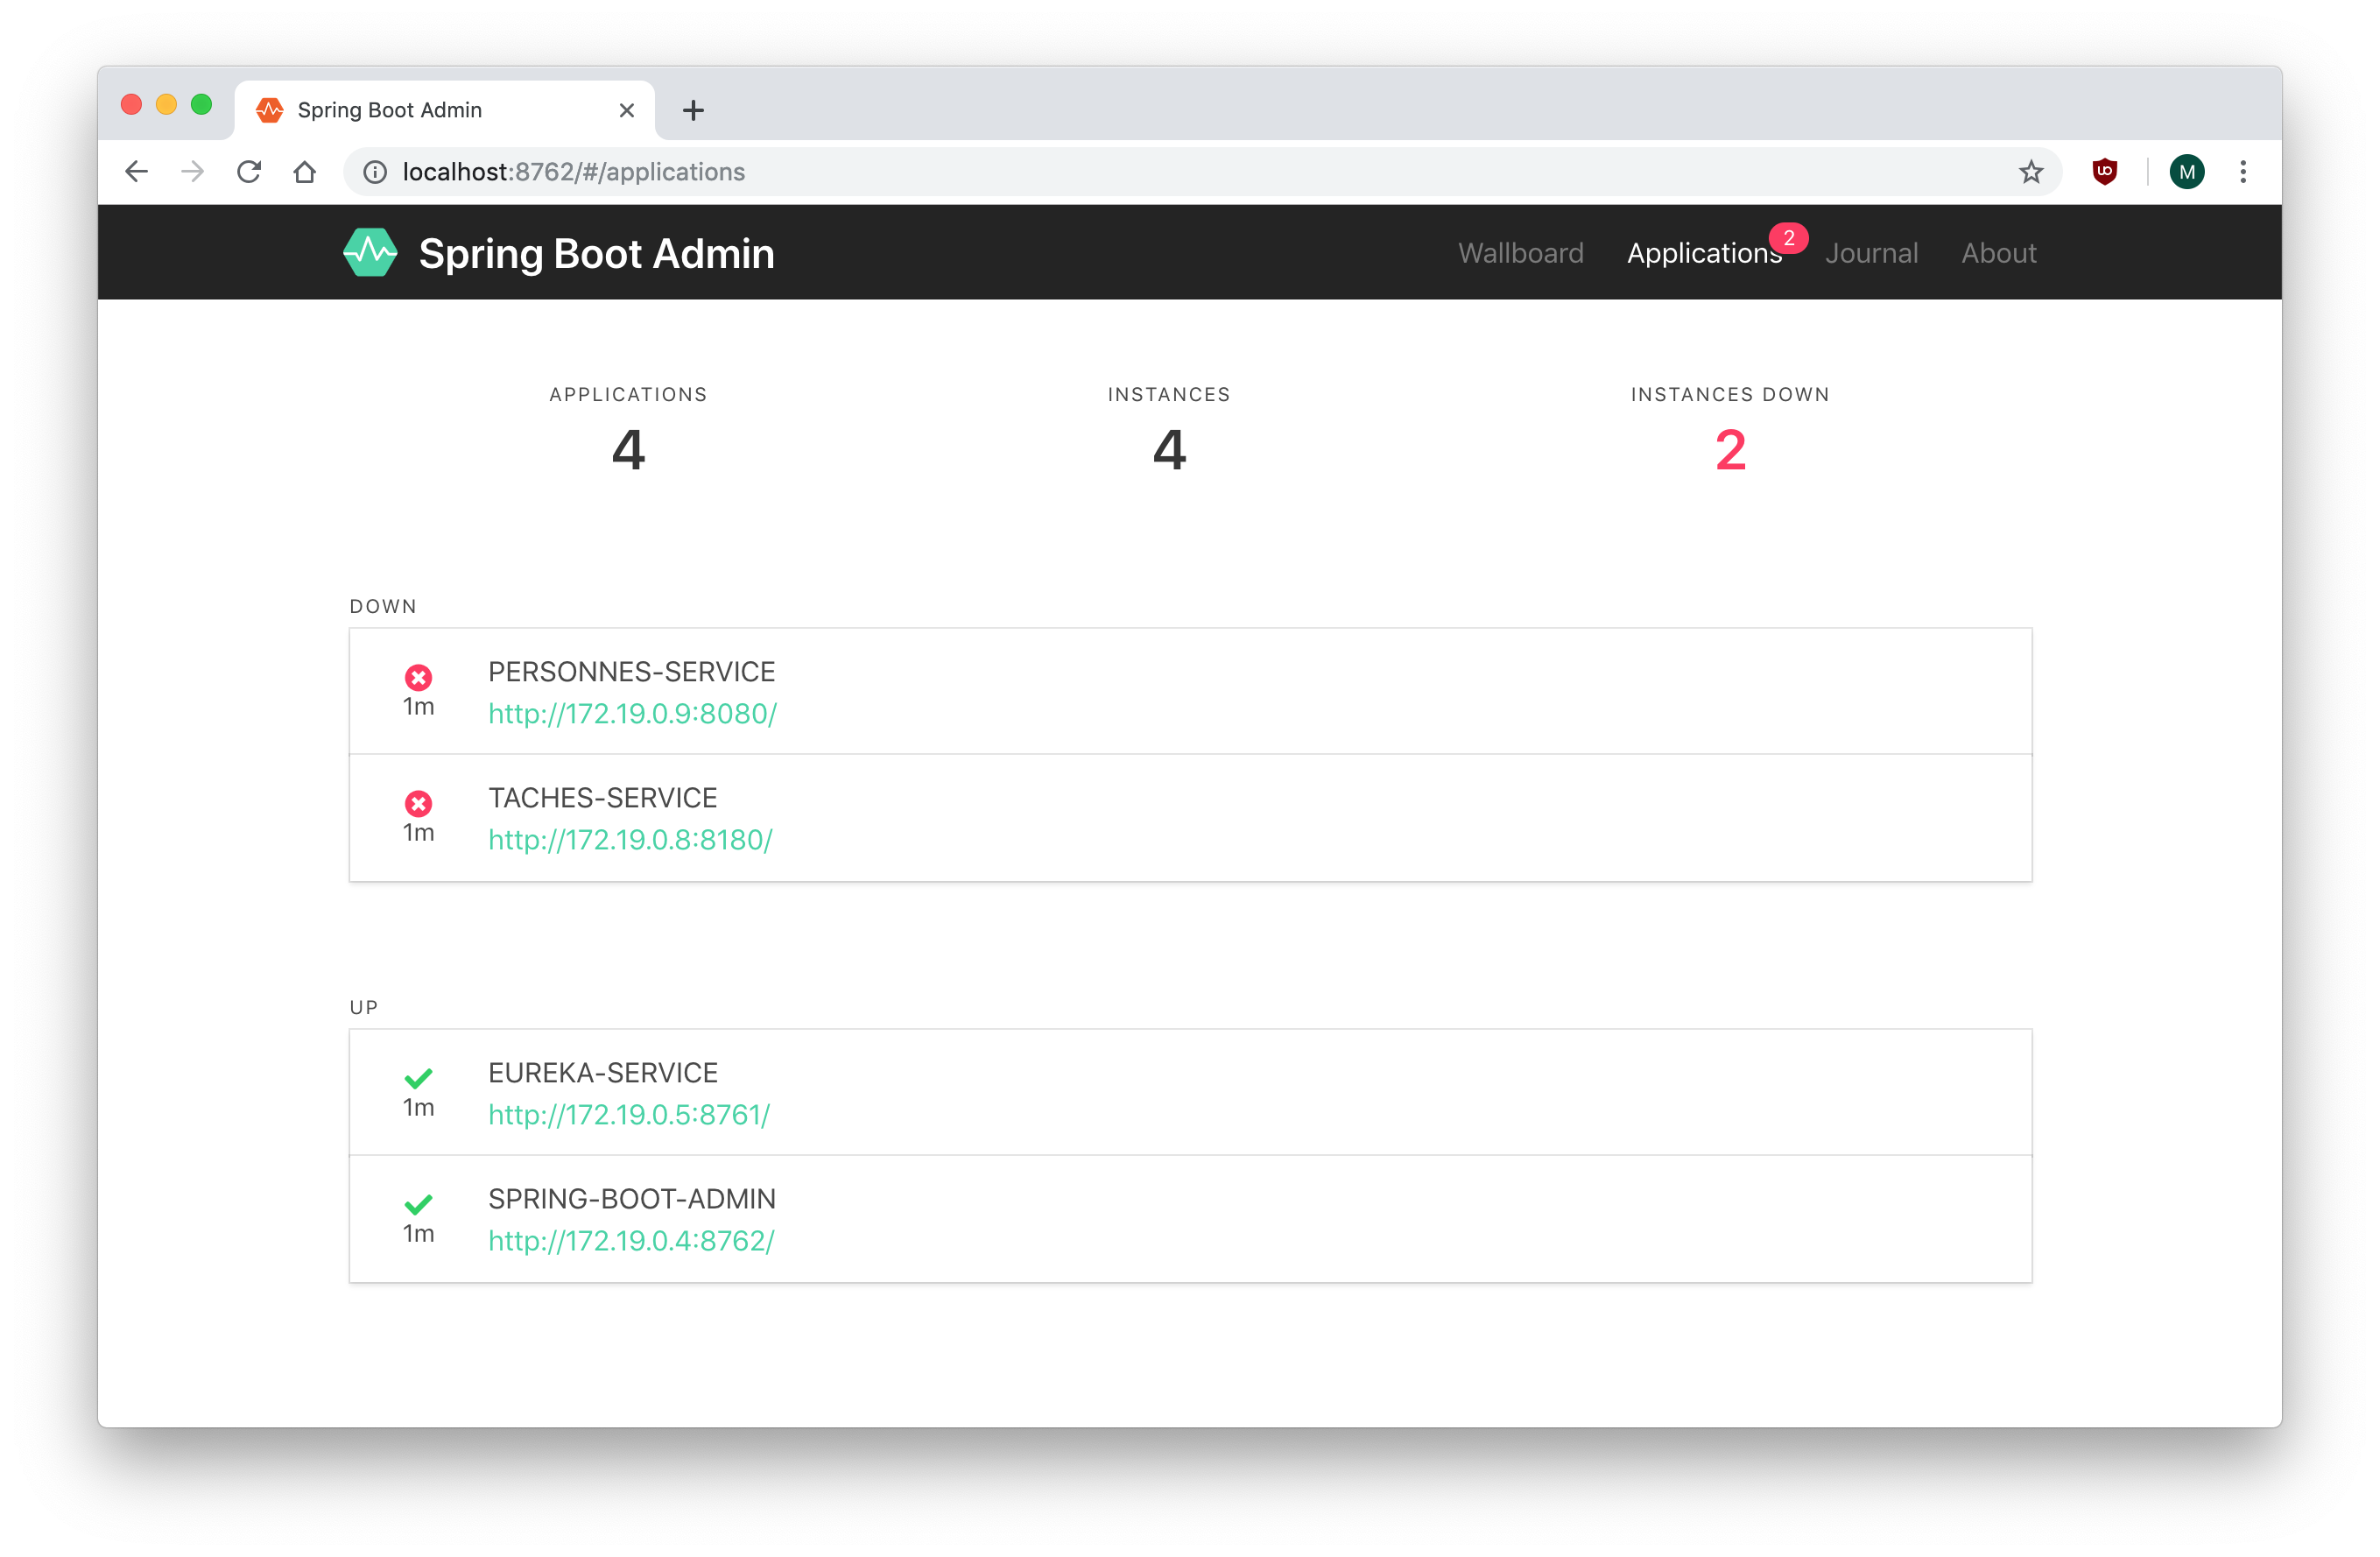 Spring Boot Admin
localhost:8762/#/applications
M
Spring Boot Admin
Wallboard Applications 2 Journal About
APPLICATIONS INSTANCES INSTANCES DOWN
4 4 2
DOWN
PERSONNES-SERVICE
1m http://172.19.0.9:8080/
TACHES-SERVICE
1m http://172.19.0.8:8180/
UP
EUREKA-SERVICE
1m http://172.19.0.5:8761/
SPRING-BOOT-ADMIN
1m http://172.19.0.4:8762/